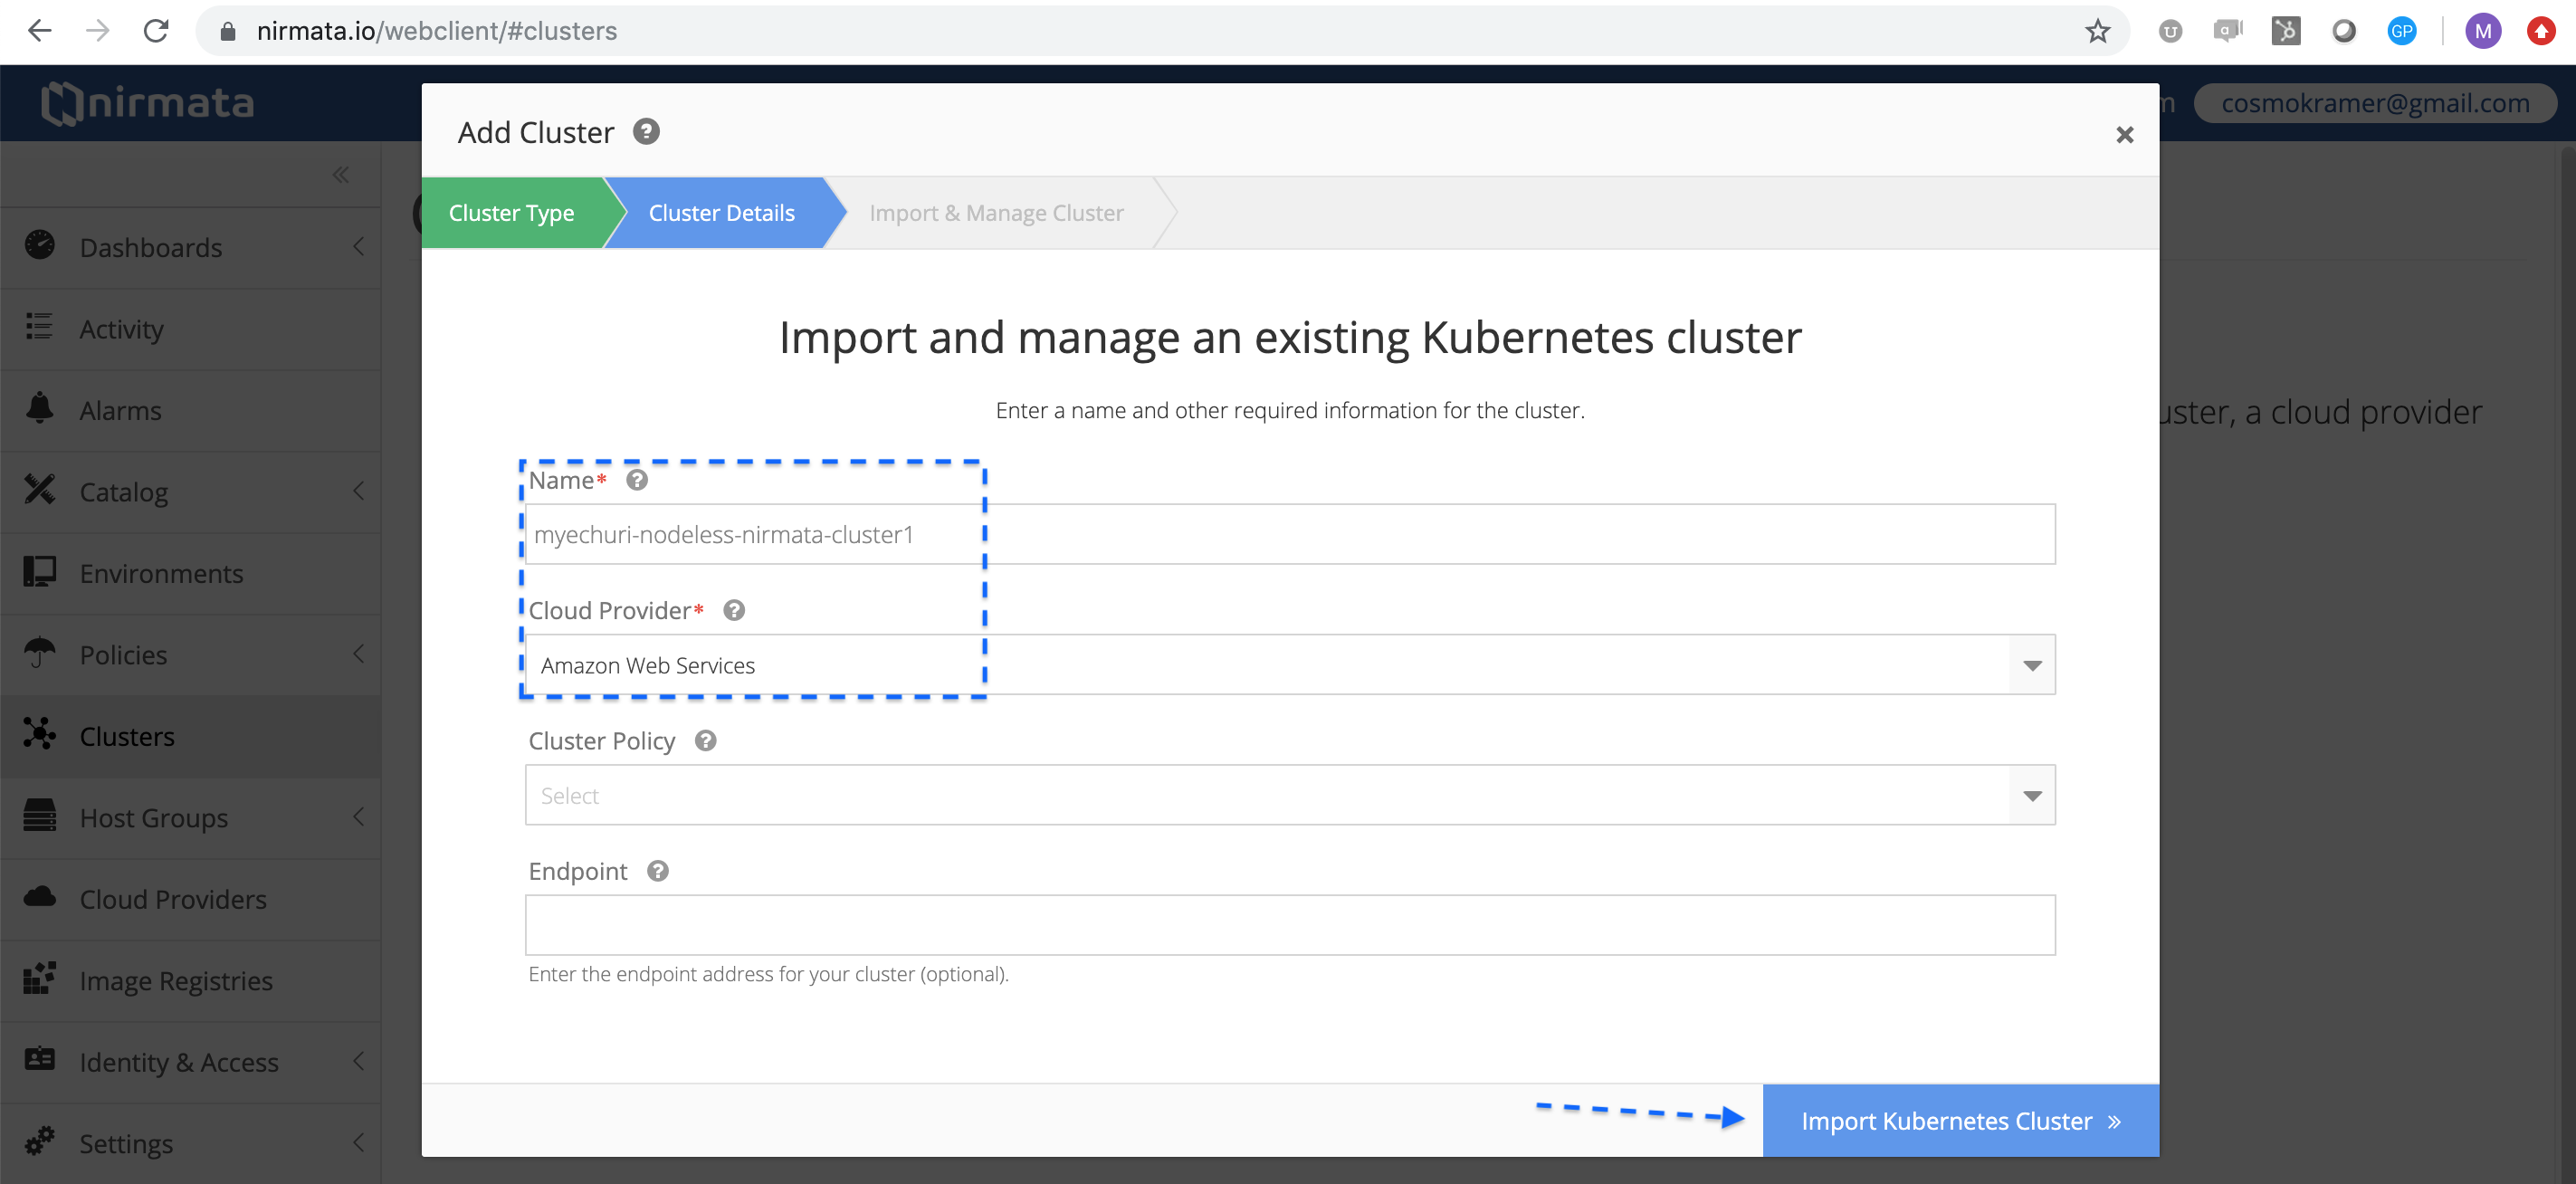 nirmata.io/webclient/#clusters
GP
M
nirmata
m
cosmokramer@gmail.com
Add Cluster ?
Cluster Type
Cluster Details
Import & Manage Cluster
Dashboards
Activity
Alarms
Catalog
Environments
Policies
Clusters
Host Groups
Cloud Providers
Image Registries
Identity & Access
Settings
Import and manage an existing Kubernetes cluster
Enter a name and other required information for the cluster.
uster, a cloud provider
Name* ?
myechuri-nodeless-nirmata-cluster1
Cloud Provider* ?
Amazon Web Services
Cluster Policy ?
Select
Endpoint ?
Enter the endpoint address for your cluster (optional).
Import Kubernetes Cluster »